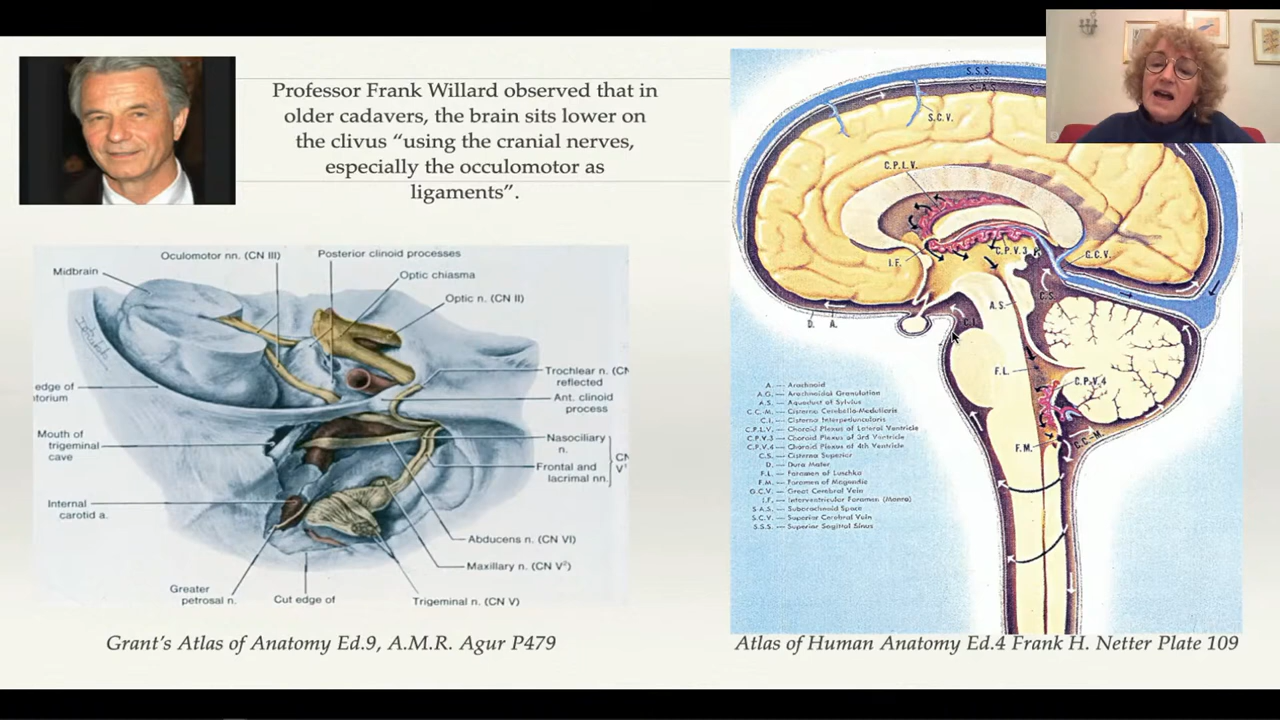 Professor Frank Willard observed that in
older cadavers, the brain sits lower on
the clivus “using the cranial nerves,
especially the occulomotor as
ligaments”.
Oculomotor nn. (CN III)
Posterior clinoid processes
Midbrain
Optic chiasma
Optic n. (CN II)
Trochlear n. (CN
reflected
edge of
torium
Ant. clinoid
process
Mouth of
trigeminal
cave
Nasociliary
n.
CN
V¹
Frontal and
lacrimal nn.
Internal
carotid a.
Abducens n. (CN VI)
Maxillary n. (CN V²)
Greater
petrosal n.
Cut edge of
Trigeminal n. (CN V)
Grant’s Atlas of Anatomy Ed.9, A.M.R. Agur P479
S.S.S.
S.A.S.
S.C.V.
C.P.L.V.
C.P.V.3
G.C.V.
I.F.
A.S.
C.S.
C.I.
D.
A.
F.L.
C.P.V.4
F.M.
C.C.-M.
A. — Arachnoid
A.G. — Arachnoidal Granulation
A.S. — Aqueduct of Sylvius
C.C.-M. — Cisterna Cerebello-Medullaris
C.I. — Cisterna Interpeduncularis
C.P.L.V. — Choroid Plexus of Lateral Ventricle
C.P.V.3 — Choroid Plexus of 3rd Ventricle
C.P.V.4 — Choroid Plexus of 4th Ventricle
C.S. — Cisterna Superior
D. — Dura Mater
F.L. — Foramen of Luschka
F.M. — Foramen of Magendie
G.C.V. — Great Cerebral Vein
I.F. — Interventricular Foramen (Monro)
S.A.S. — Subarachnoid Space
S.C.V. — Superior Cerebral Vein
S.S.S. — Superior Sagittal Sinus
Atlas of Human Anatomy Ed.4 Frank H. Netter Plate 109